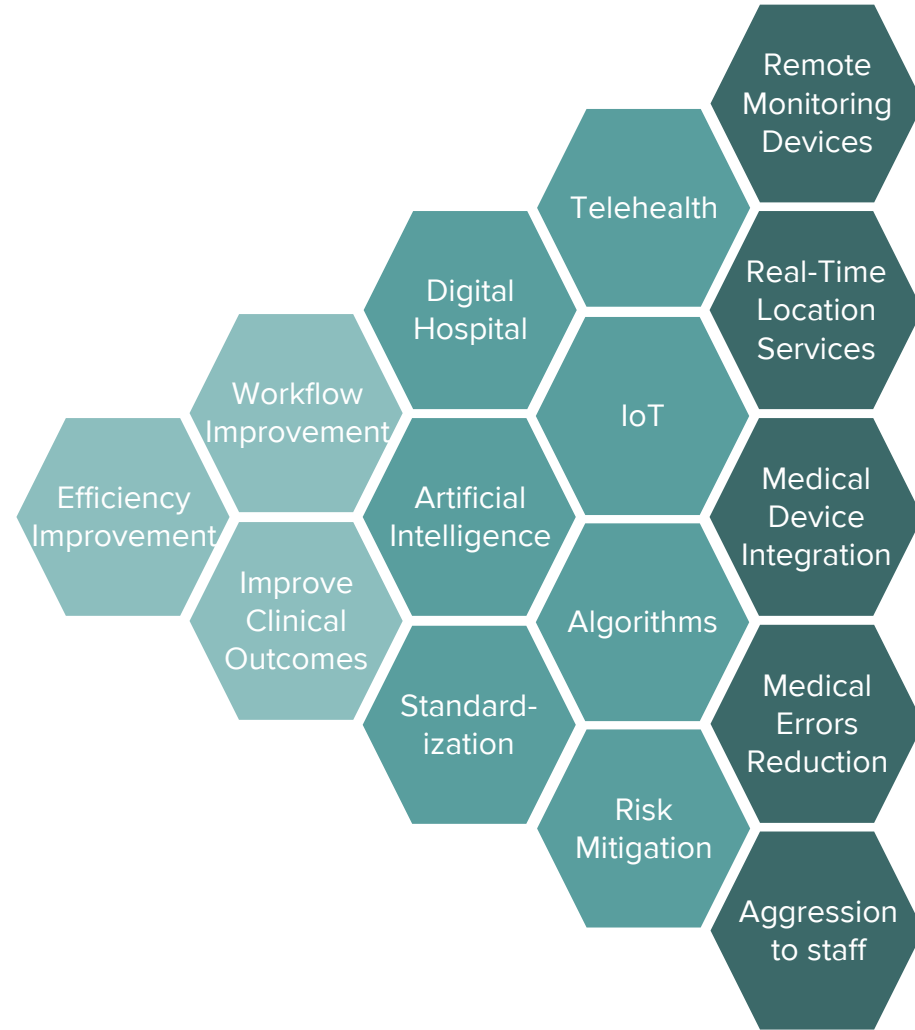 Remote
Monitoring
Devices
Telehealth
Real-Time
Location
Services
Digital
Hospital
Workflow
Improvement
IoT
Efficiency
Improvement
Artificial
Intelligence
Medical
Device
Integration
Improve
Clinical
Outcomes
Algorithms
Standard-
ization
Medical
Errors
Reduction
Risk
Mitigation
Aggression
to staff